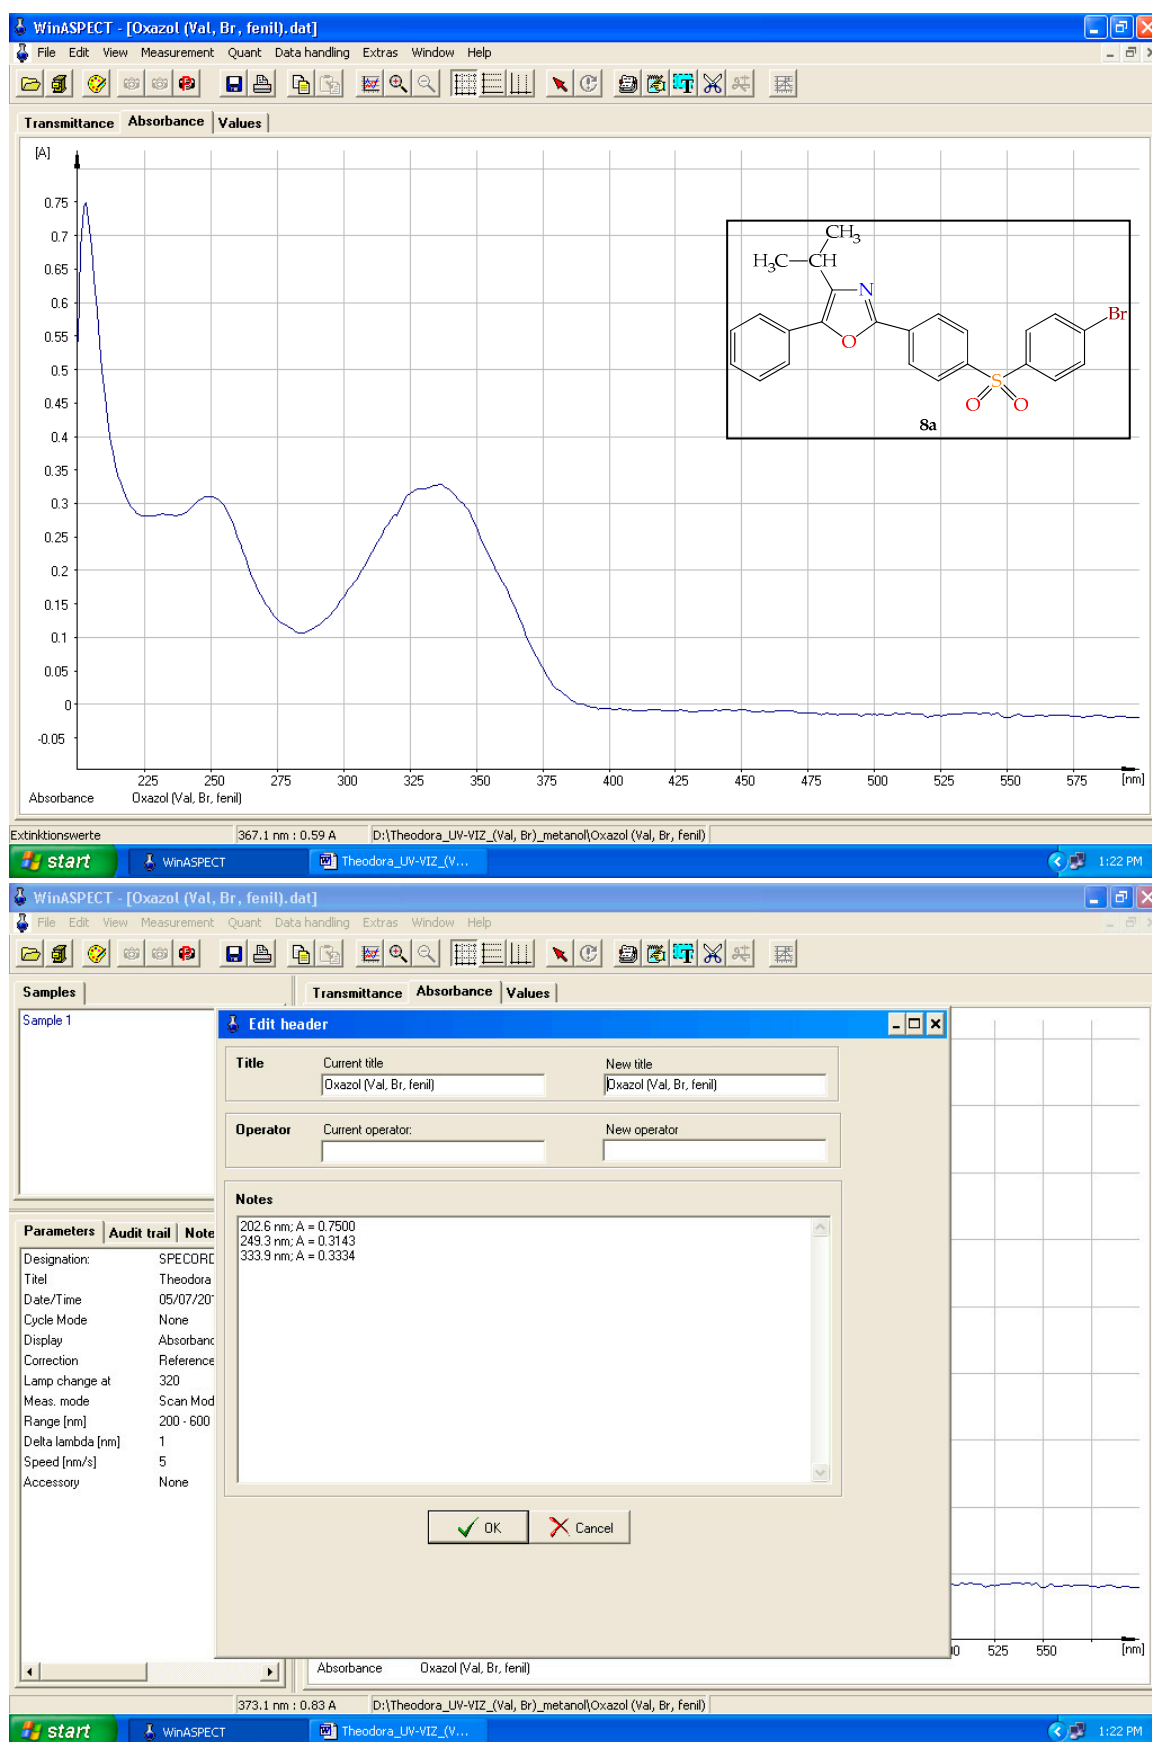 WinASPECT - [Oxazol (Val, Br, fenil).dat]
File Edit View Measurement Quant Data handling Extras Window Help
Transmittance Absorbance Values
[A]
0.75
0.7
0.65
0.6
0.55
0.5
0.45
0.4
0.35
0.3
0.25
0.2
0.15
0.1
0.05
0
-0.05
CH3
H3C CH
N
O
Br
S
O O
8a
225 250 275 300 325 350 375 400 425 450 475 500 525 550 575 [nm]
Absorbance Oxazol (Val, Br, fenil)
Extinktionswerte 367.1 nm : 0.59 A D:\Theodora_UV-VIZ_(Val, Br)_metanol\Oxazol (Val, Br, fenil)
start WinASPECT Theodora_UV-VIZ_(V... 1:22 PM
WinASPECT - [Oxazol (Val, Br, fenil).dat]
File Edit View Measurement Quant Data handling Extras Window Help
Samples
Transmittance Absorbance Values
Sample 1
Edit header
Title Current title New title
Oxazol (Val, Br, fenil) Oxazol (Val, Br, fenil)
Operator Current operator: New operator
Notes
202.6 nm; A = 0.7500
249.3 nm; A = 0.3143
333.9 nm; A = 0.3334
OK Cancel
Parameters Audit trail Note
Designation: SPECORD
Titel Theodora
Date/Time 05/07/20
Cycle Mode None
Display Absorbanc
Correction Reference
Lamp change at 320
Meas. mode Scan Mod
Range [nm] 200 - 600
Delta lambda [nm] 1
Speed [nm/s] 5
Accessory None
525 550 [nm]
Absorbance Oxazol (Val, Br, fenil)
373.1 nm : 0.83 A D:\Theodora_UV-VIZ_(Val, Br)_metanol\Oxazol (Val, Br, fenil)
start WinASPECT Theodora_UV-VIZ_(V... 1:22 PM